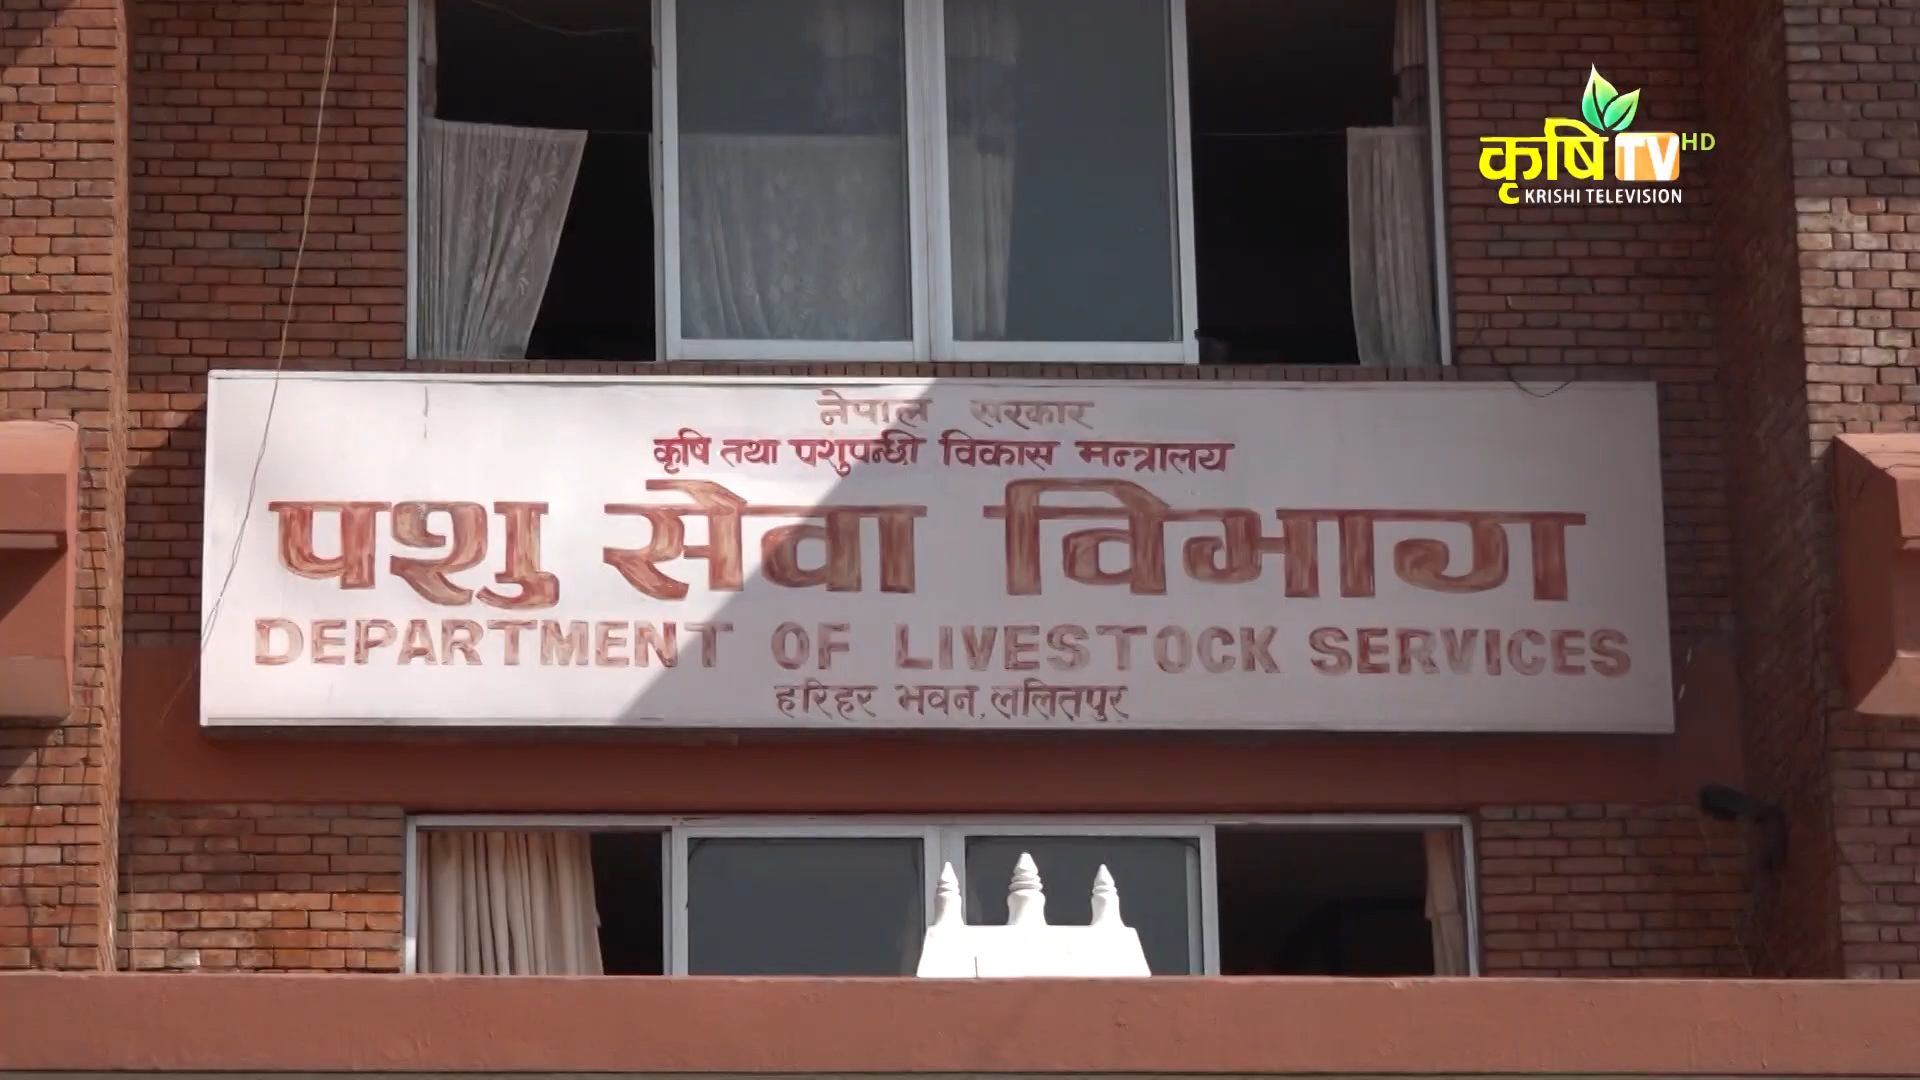 कृषि TV HD
KRISHI TELEVISION
नेपाल सरकार
कृषि तथा पशुपन्छी विकास मन्त्रालय
पशु सेवा विभाग
DEPARTMENT OF LIVESTOCK SERVICES
हरिहर भवन, ललितपुर